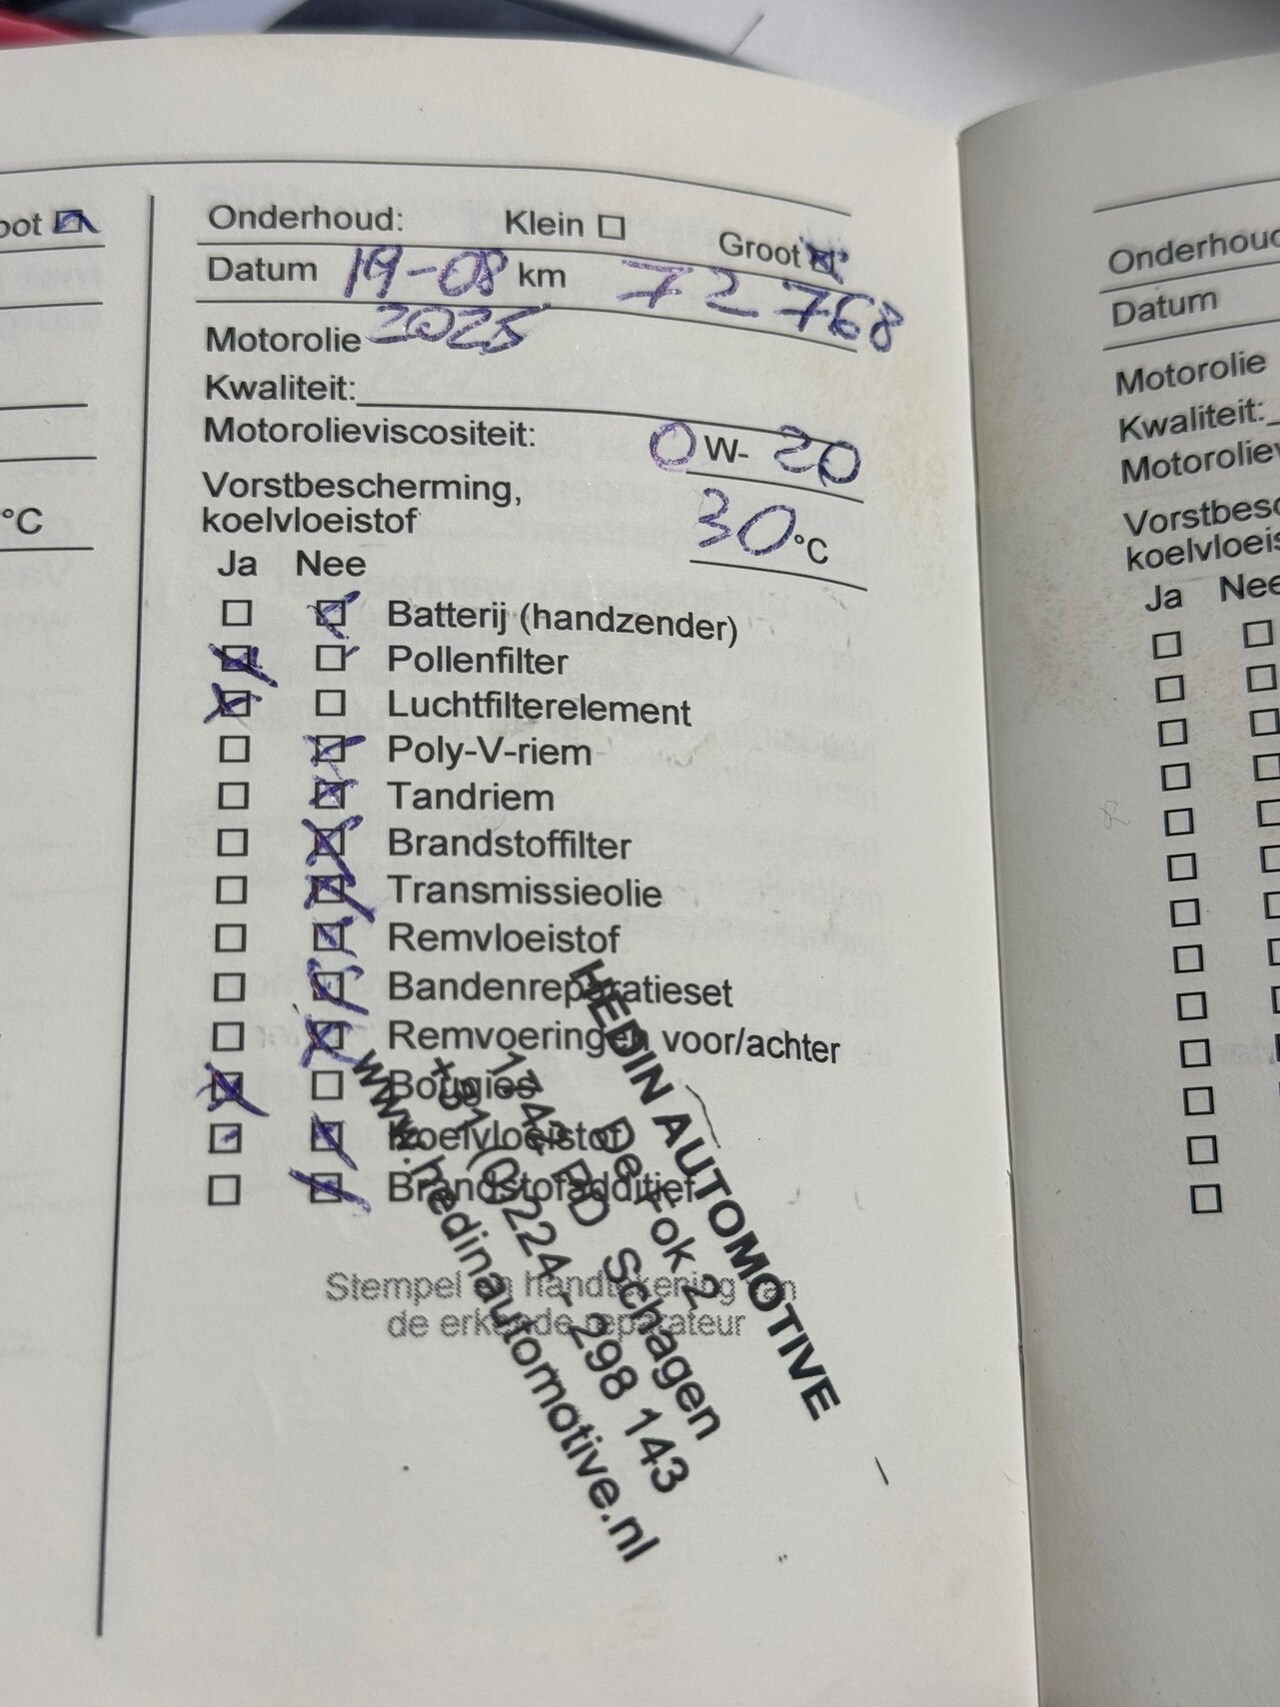 oot
°C
Onderhoud: Klein Groot
Datum 19-08 km 72768
2025
Motorolie
Kwaliteit:
Motorolieviscositeit: 0 W- 20
Vorstbescherming,
koelvloeistof 30 °C
Ja Nee
Batterij (handzender)
Pollenfilter
Luchtfilterelement
Poly-V-riem
Tandriem
Brandstoffilter
Transmissieolie
Remvloeistof
Bandenreparatieset
Remvoeringen voor/achter
Bougies
Koelvloeistof
Brandstofadditief
Stempel en handtekening van
de erkende reparateur
HEDIN AUTOMOTIVE
De Fok 2
1742 PD Schagen
+31 (0)224 - 298 143
www.hedinautomotive.nl
Onderhoud
Datum
Motorolie
Kwaliteit:
Motoroliev
Vorstbesc
koelvloeis
Ja Nee